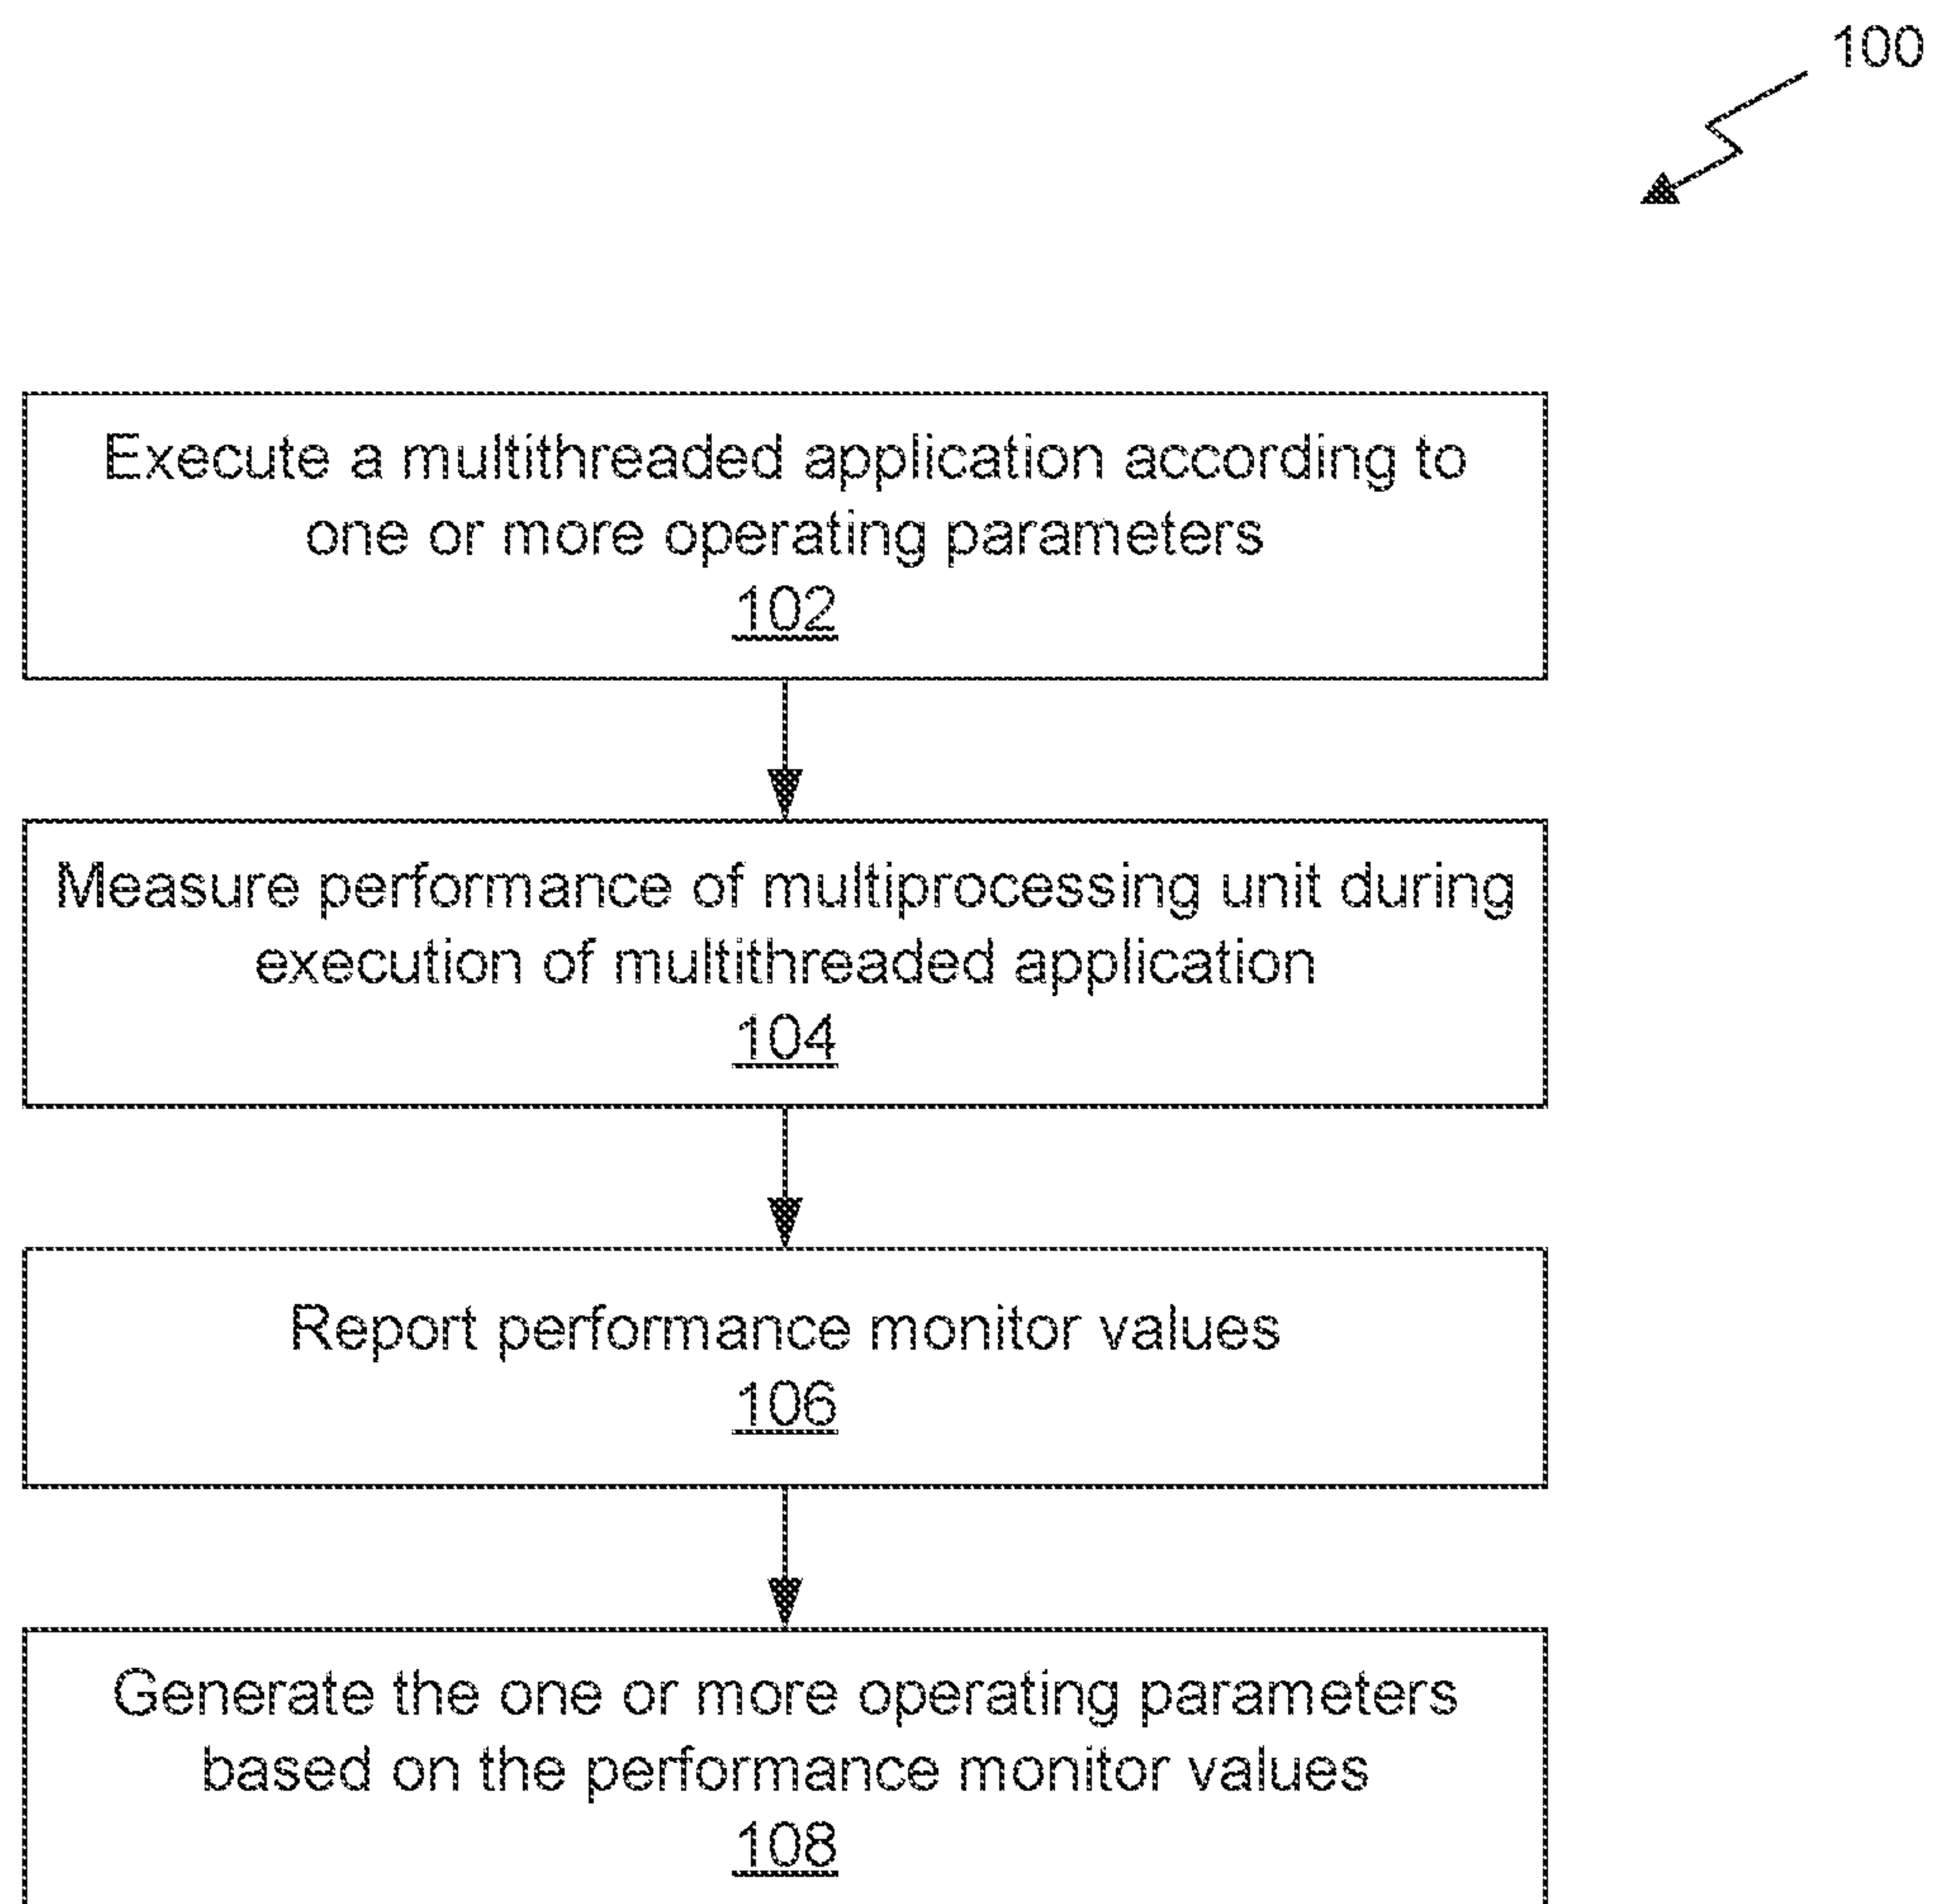 100
Execute a multithreaded application according to
one or more operating parameters
102
Measure performance of multiprocessing unit during
execution of multithreaded application
104
Report performance monitor values
106
Generate the one or more operating parameters
based on the performance monitor values
108